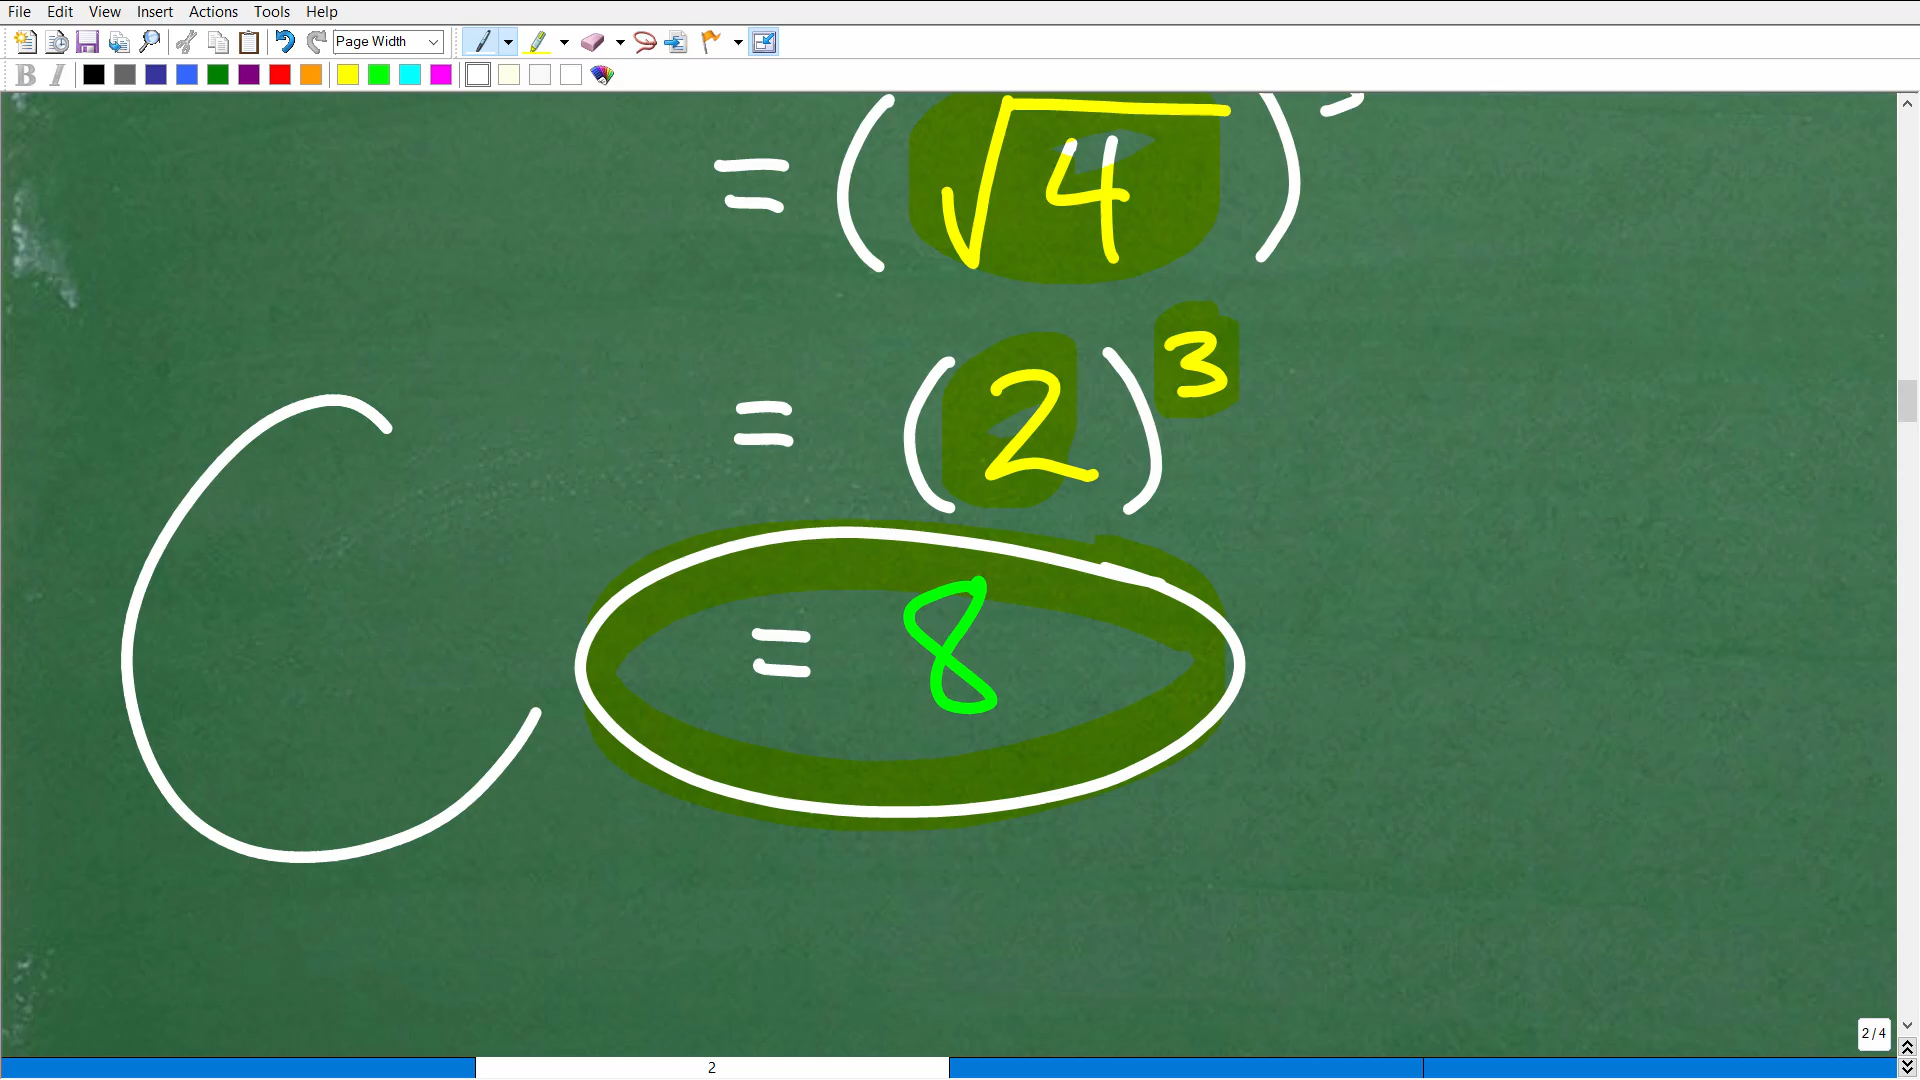 File Edit View Insert Actions Tools Help
Page Width
B I
= (√4)
= (2)³
= 8
2 / 4
2